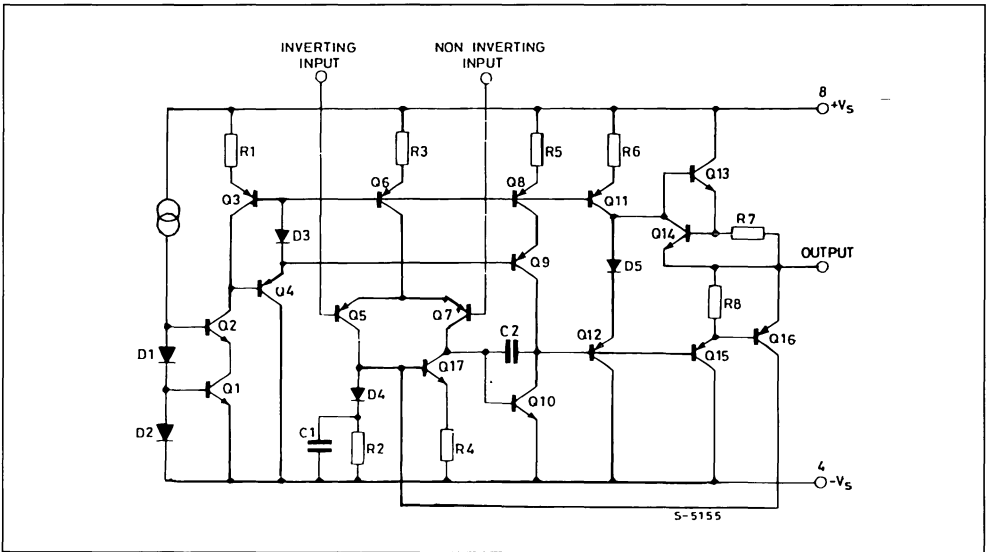 INVERTING INPUT
NON INVERTING INPUT
8
+Vs
R1
R3
R5
R6
Q13
Q6
Q8
Q3
Q11
R7
Q14
D3
OUTPUT
Q9
D5
Q4
R8
Q5
Q7
C2
Q2
Q12
Q16
Q17
Q15
D1
Q1
D4
Q10
D2
C1
R2
R4
4
-Vs
S-5155